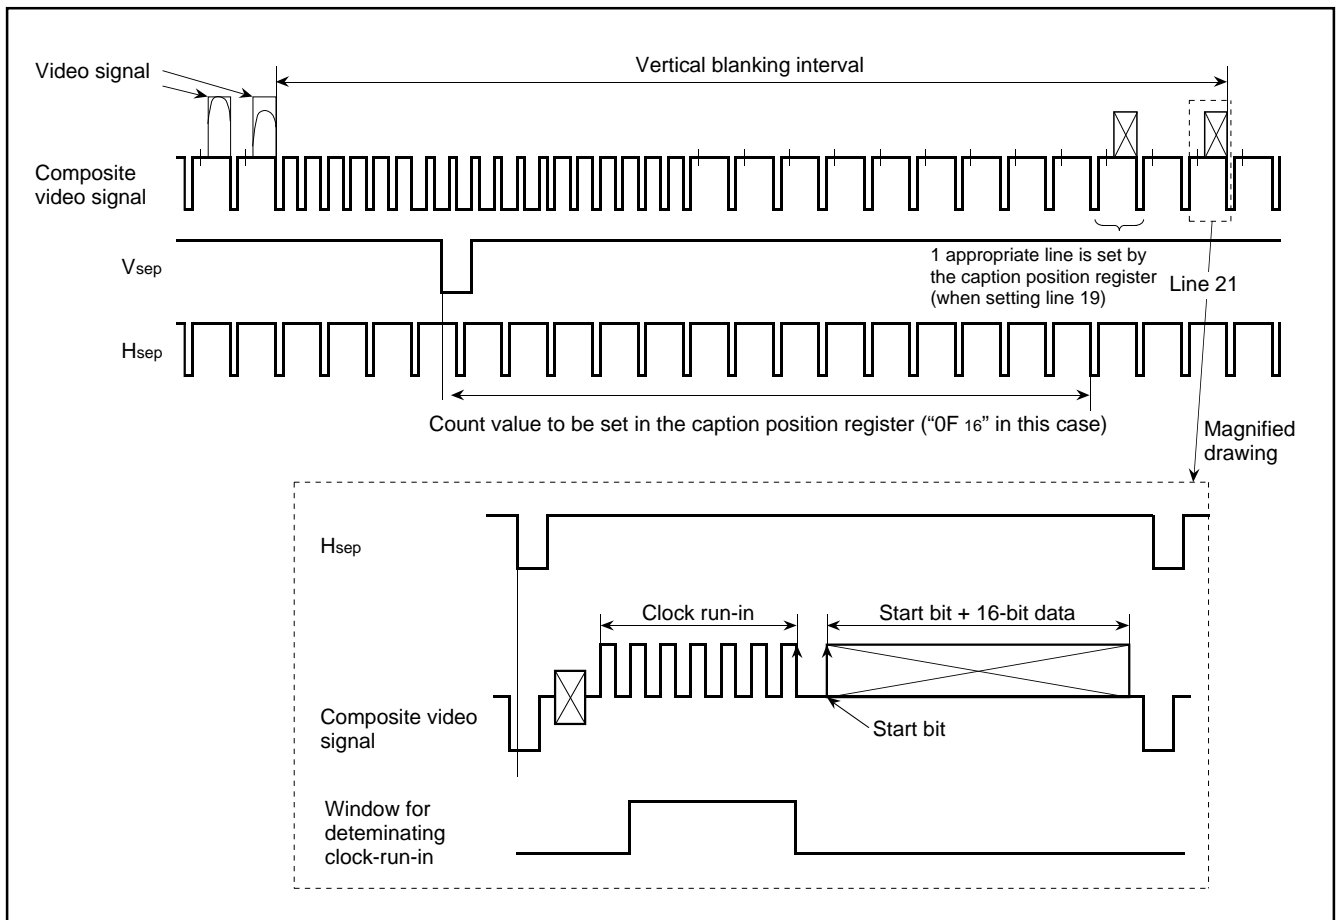 Video signal
Vertical blanking interval
Composite
video signal
Vsep
1 appropriate line is set by
the caption position register
(when setting line 19)
Line 21
Hsep
Count value to be set in the caption position register (“0F 16” in this case)
Magnified
drawing
Hsep
Clock run-in
Start bit + 16-bit data
Composite video
signal
Start bit
Window for
deteminating
clock-run-in